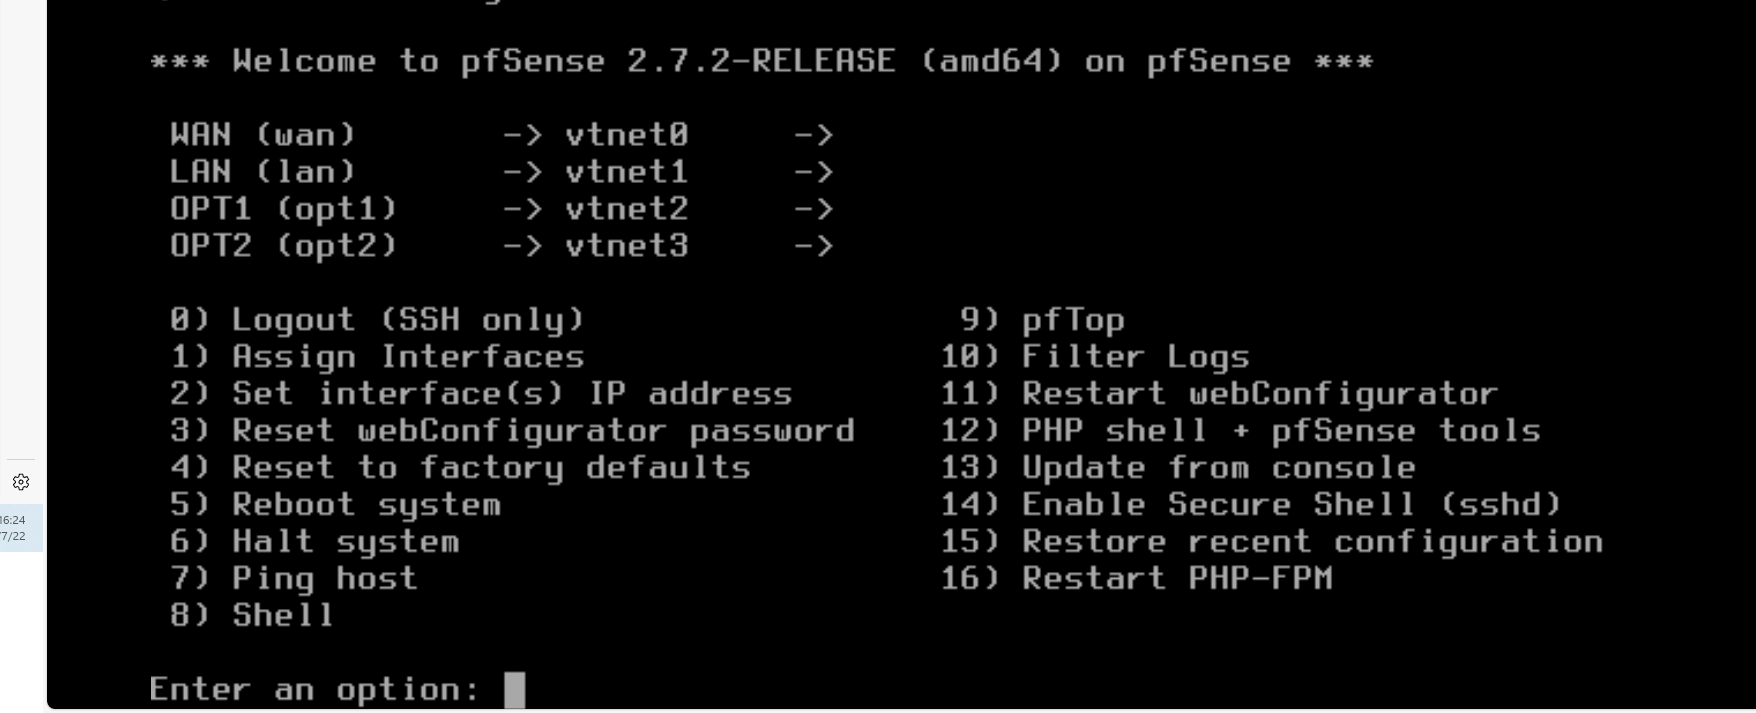 *** Welcome to pfSense 2.7.2-RELEASE (amd64) on pfSense ***
WAN (wan) -> vtnet0 ->
LAN (lan) -> vtnet1 ->
OPT1 (opt1) -> vtnet2 ->
OPT2 (opt2) -> vtnet3 ->
0) Logout (SSH only) 9) pfTop
1) Assign Interfaces 10) Filter Logs
2) Set interface(s) IP address 11) Restart webConfigurator
3) Reset webConfigurator password 12) PHP shell + pfSense tools
4) Reset to factory defaults 13) Update from console
5) Reboot system 14) Enable Secure Shell (sshd)
6) Halt system 15) Restore recent configuration
7) Ping host 16) Restart PHP-FPM
8) Shell
Enter an option:
16:24
7/22